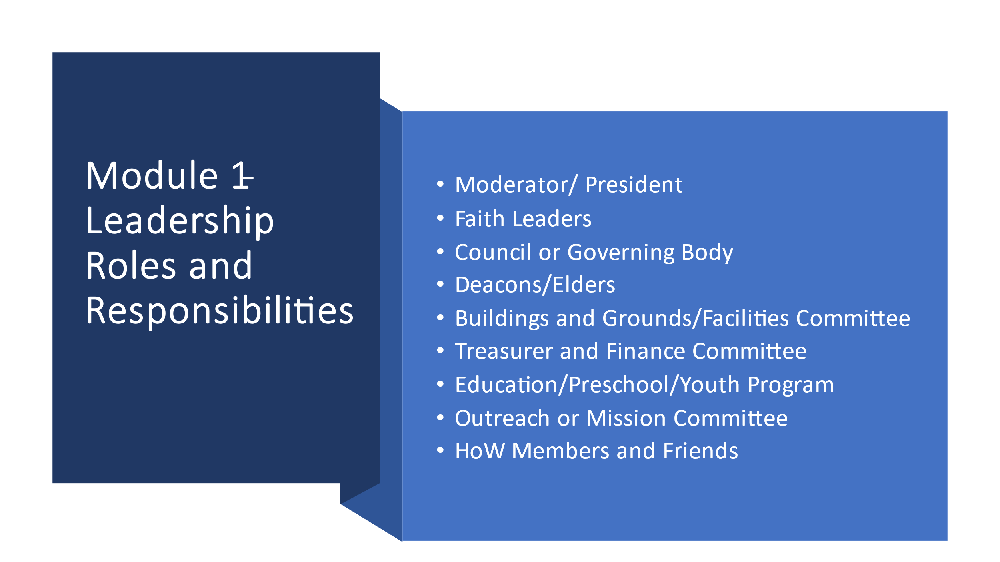 Module 1-
Leadership
Roles and
Responsibilities
• Moderator/ President
• Faith Leaders
• Council or Governing Body
• Deacons/Elders
• Buildings and Grounds/Facilities Committee
• Treasurer and Finance Committee
• Education/Preschool/Youth Program
• Outreach or Mission Committee
• HoW Members and Friends